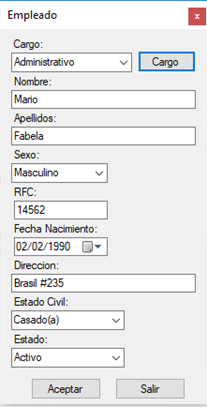 Empleado
x
Cargo:
Administrativo Cargo
Nombre:
Mario
Apellidos:
Fabela
Sexo:
Masculino
RFC:
14562
Fecha Nacimiento:
02/02/1990
Direccion:
Brasil #235
Estado Civil:
Casado(a)
Estado:
Activo
Aceptar Salir